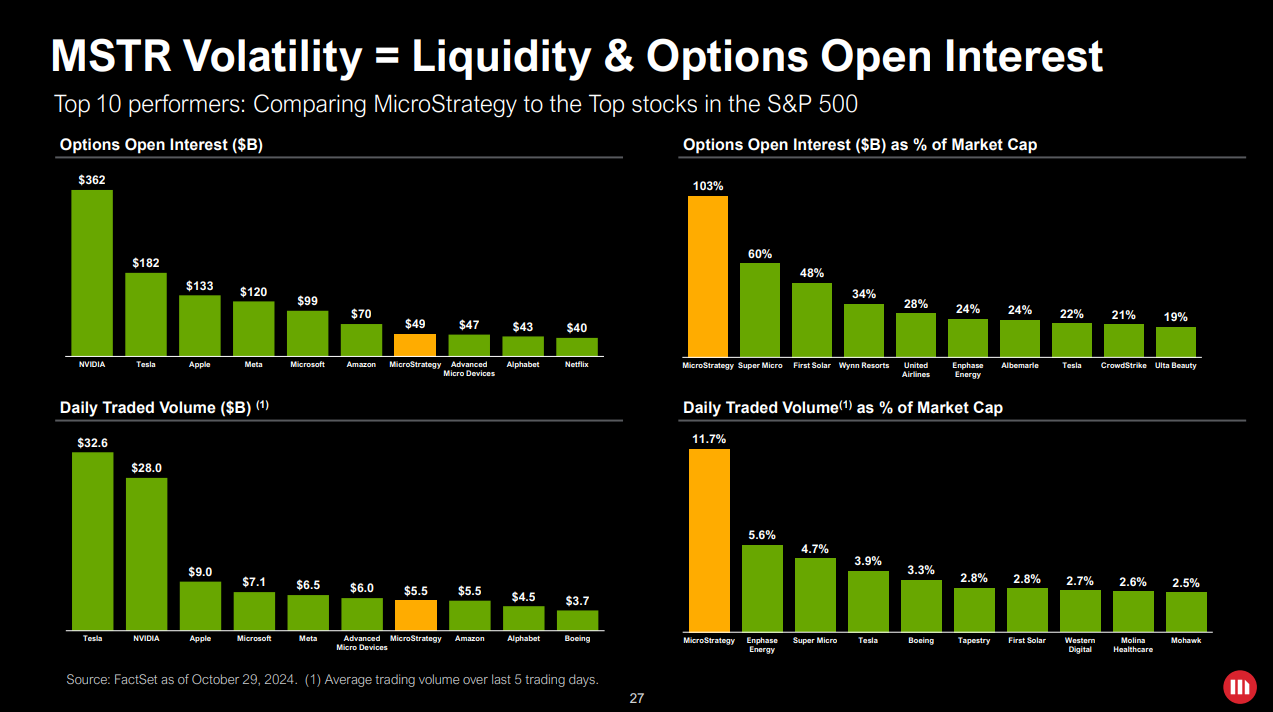 MSTR Volatility = Liquidity & Options Open Interest
Top 10 performers: Comparing MicroStrategy to the Top stocks in the S&P 500
Options Open Interest ($B)
$362
$182
$133
$120
$99
$70
$49
$47
$43
$40
NVIDIA Tesla Apple Meta Microsoft Amazon MicroStrategy Advanced Alphabet Netflix
Micro Devices
Options Open Interest ($B) as % of Market Cap
103%
60%
48%
34%
28%
24%
24%
22%
21%
19%
MicroStrategy Super Micro First Solar Wynn Resorts United Enphase Albemarle Tesla CrowdStrike Ulta Beauty
Airlines Energy
Daily Traded Volume ($B) (1)
$32.6
$28.0
$9.0
$7.1
$6.5
$6.0
$5.5
$5.5
$4.5
$3.7
Tesla NVIDIA Apple Microsoft Meta Advanced MicroStrategy Amazon Alphabet Boeing
Micro Devices
Daily Traded Volume(1) as % of Market Cap
11.7%
5.6%
4.7%
3.9%
3.3%
2.8%
2.8%
2.7%
2.6%
2.5%
MicroStrategy Enphase Super Micro Tesla Boeing Tapestry First Solar Western Molina Mohawk
Energy Digital Healthcare
Source: FactSet as of October 29, 2024. (1) Average trading volume over last 5 trading days.
27